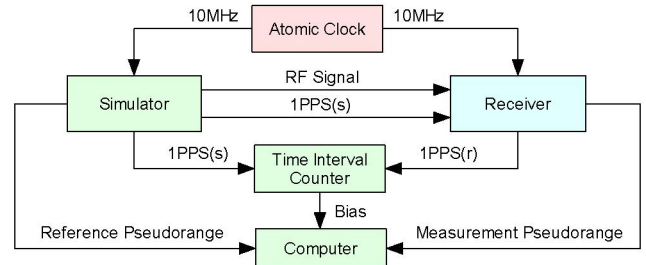 10MHz
Atomic Clock
10MHz
RF Signal
Simulator
1PPS(s)
Receiver
1PPS(s)
Time Interval
Counter
1PPS(r)
Bias
Reference Pseudorange
Computer
Measurement Pseudorange